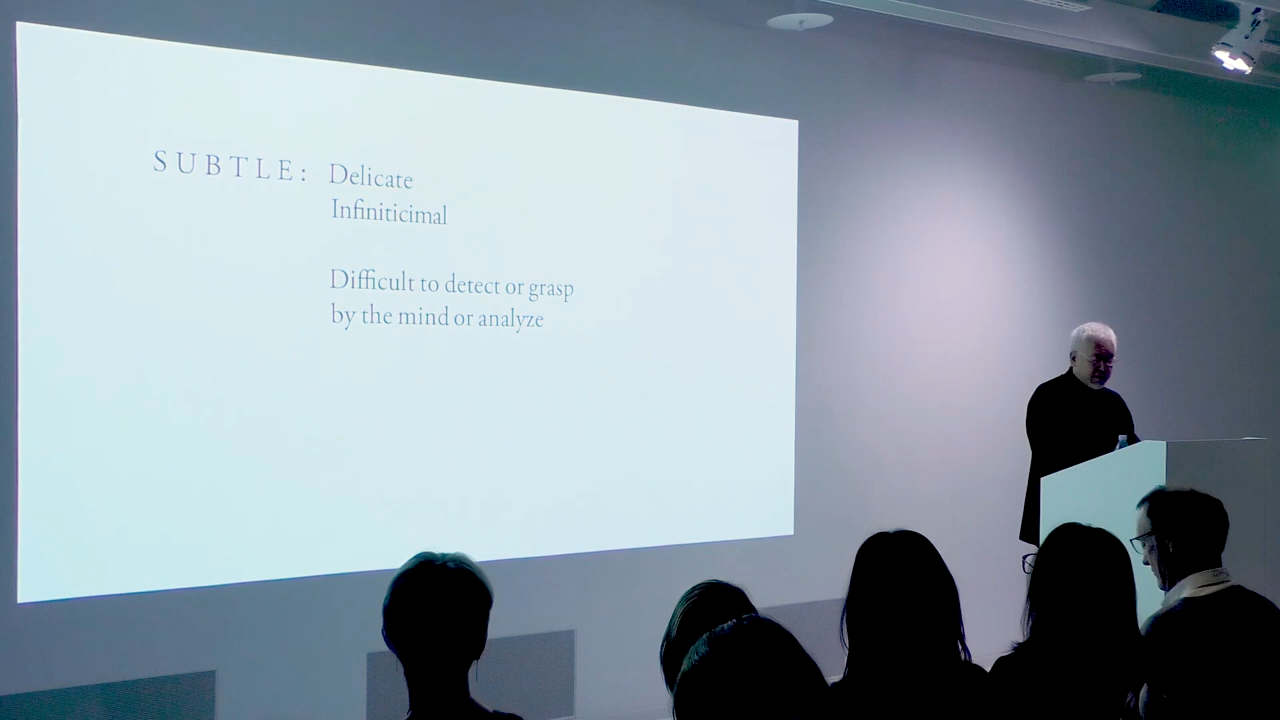 SUBTLE: Delicate
Infiniticimal
Difficult to detect or grasp
by the mind or analyze